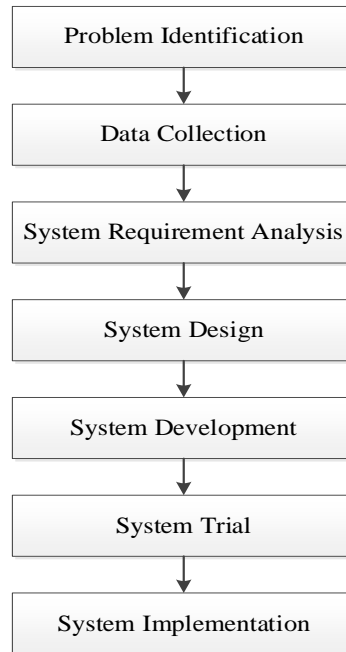 Problem Identification
Data Collection
System Requirement Analysis
System Design
System Development
System Trial
System Implementation